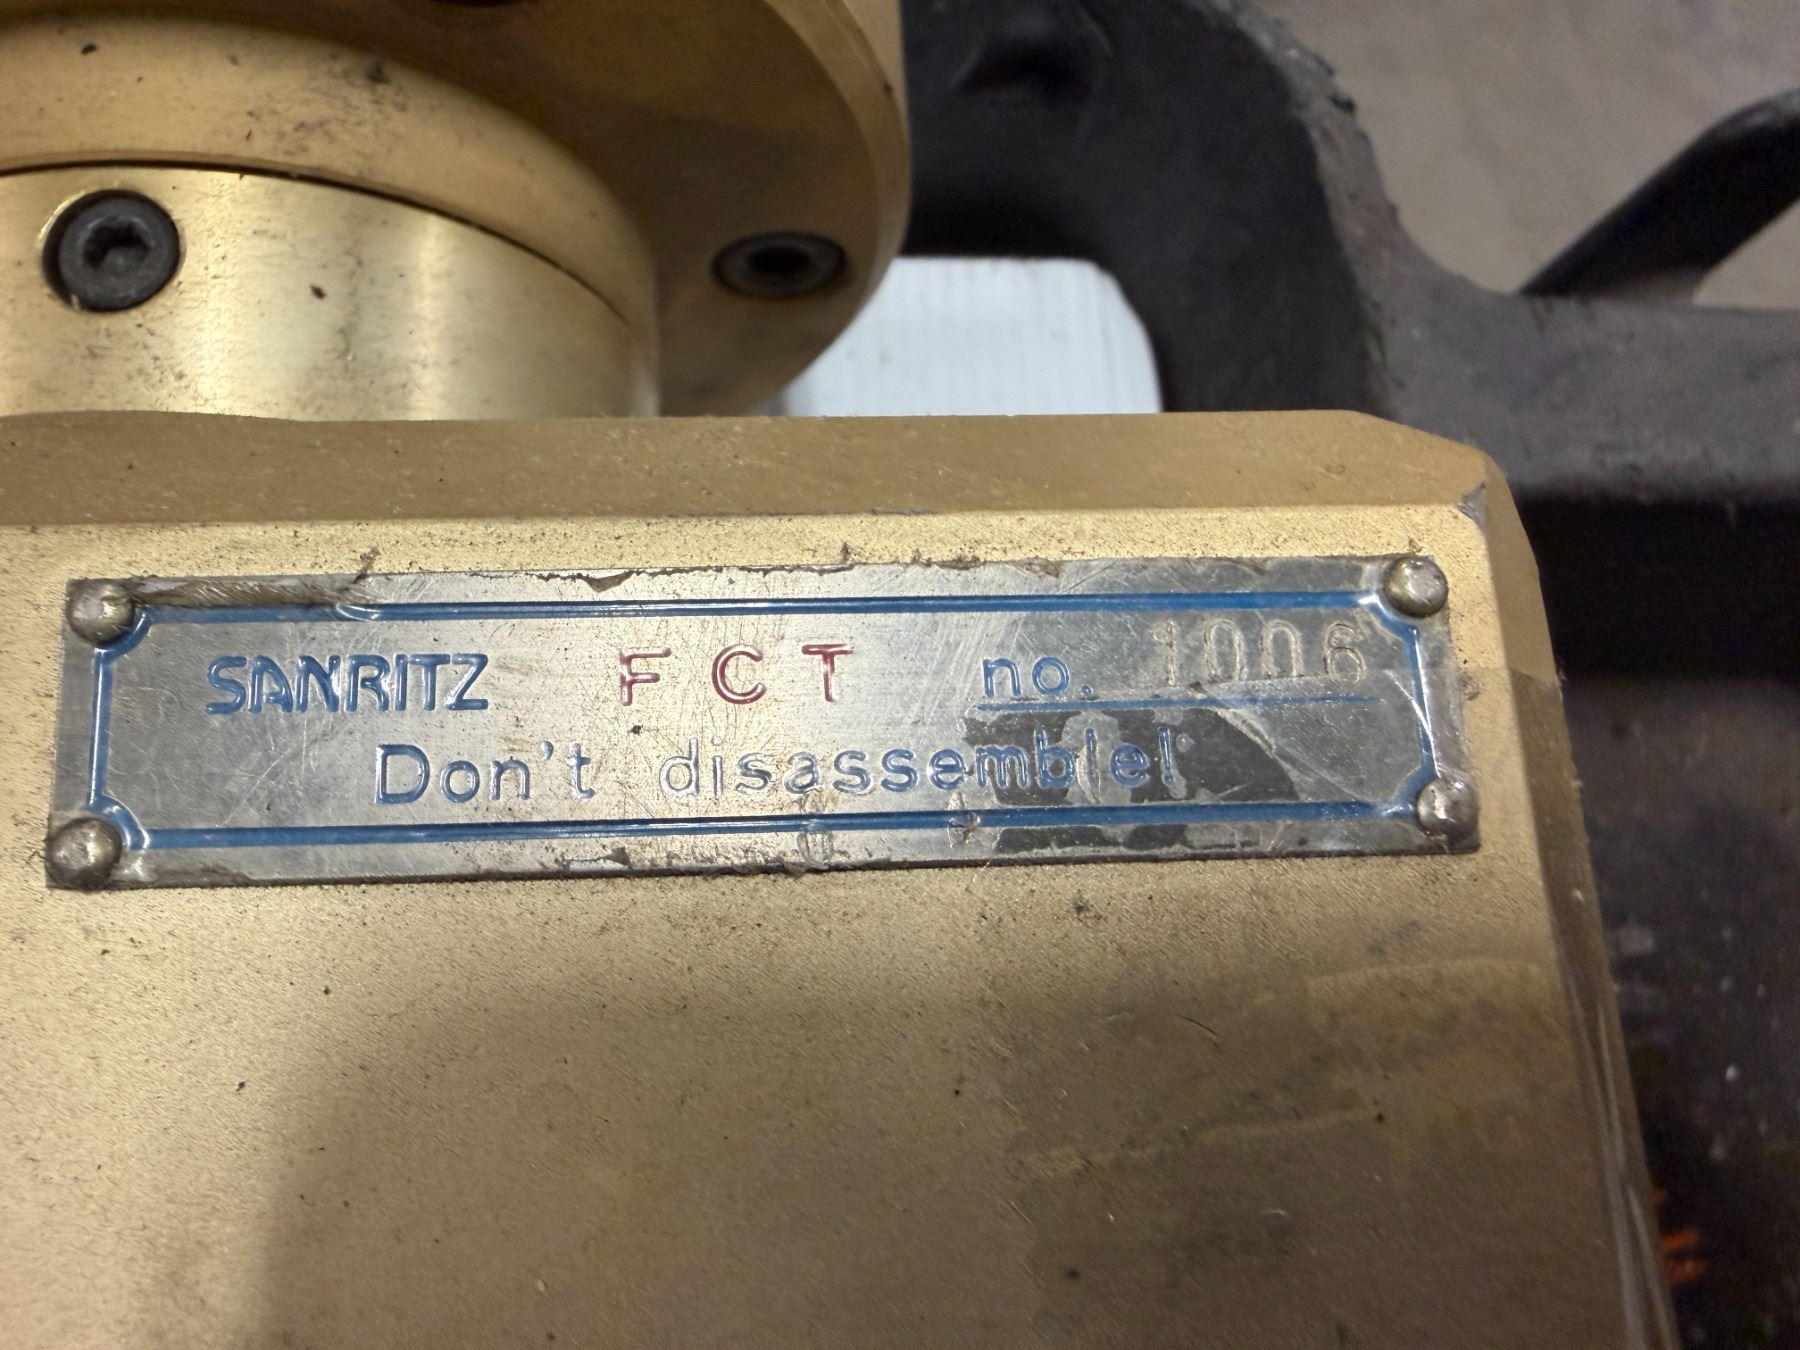 SANRITZ FCT no. 1006
Don't disassemble!